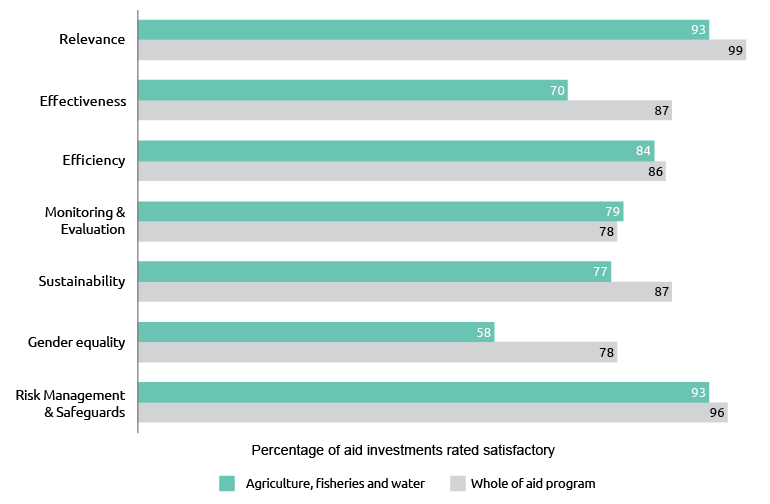 Relevance
93
99
Effectiveness
70
87
Efficiency
84
86
Monitoring &
Evaluation
79
78
Sustainability
77
87
Gender equality
58
78
Risk Management
& Safeguards
93
96
Percentage of aid investments rated satisfactory
Agriculture, fisheries and water
Whole of aid program